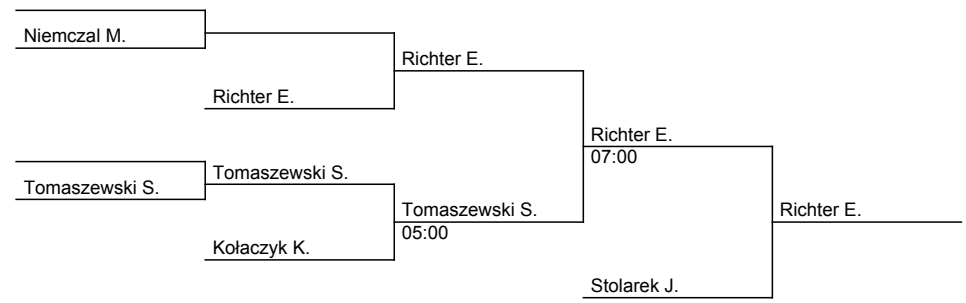 Niemczal M.
Richter E.
Richter E.
Richter E.
07:00
Tomaszewski S.
Tomaszewski S.
Tomaszewski S.
05:00
Richter E.
Kołaczyk K.
Stolarek J.